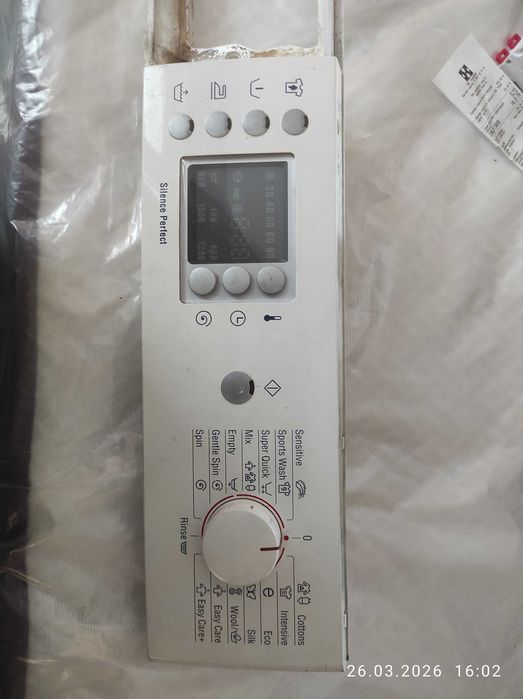 30 40 50 60 90
400 600
800 1000 1200
Silence Perfect
Sensitive
Sports Wash
Super Quick
Mix
Empty
Gentle Spin
Spin
Rinse
0
Cottons
Intensive
Eco
Silk
Wool/
Easy Care
Easy Care+
26.03.2026 16:02